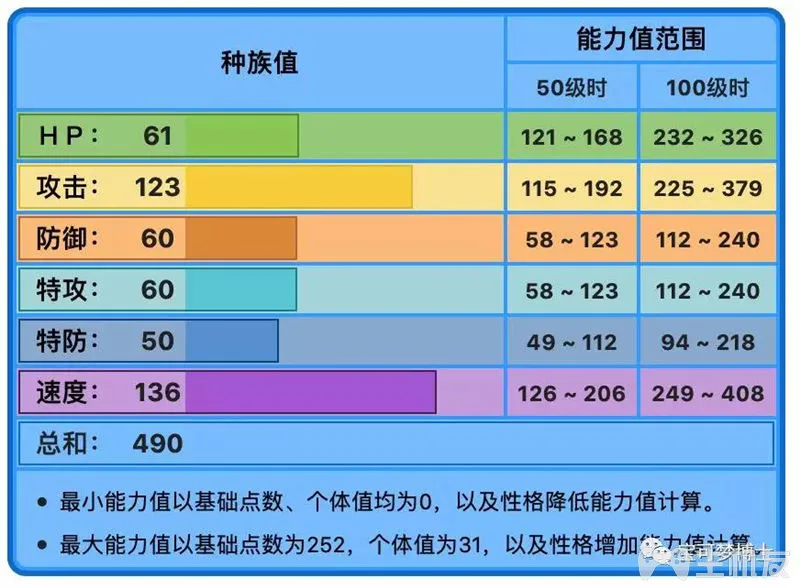 种族值
能力值范围
50级时
100级时
HP： 61 121 ~ 168 232 ~ 326
攻击： 123 115 ~ 192 225 ~ 379
防御： 60 58 ~ 123 112 ~ 240
特攻： 60 58 ~ 123 112 ~ 240
特防： 50 49 ~ 112 94 ~ 218
速度： 136 126 ~ 206 249 ~ 408
总和： 490
• 最小能力值以基础点数、个体值均为0，以及性格降低能力值计算。
• 最大能力值以基础点数为252，个体值为31，以及性格增加能力值计算。
宝可梦博士
手机友